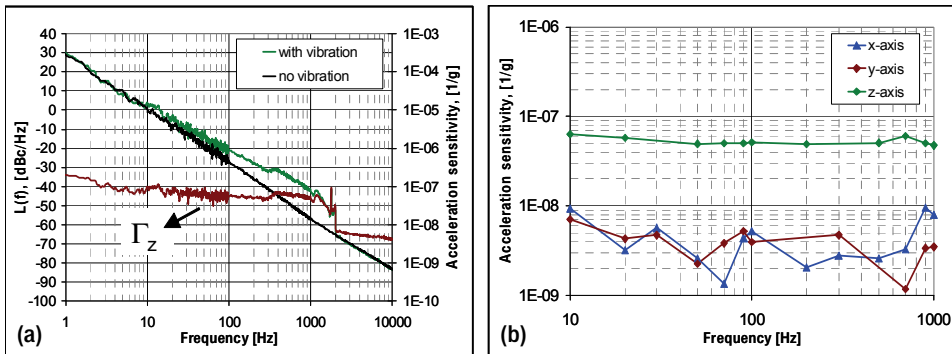 40
30
20
10
0
-10
-20
-30
-40
-50
-60
-70
-80
-90
-100
L(f), [dBc/Hz]
with vibration
no vibration
Γz
1E-03
1E-04
1E-05
1E-06
1E-07
1E-08
1E-09
1E-10
Acceleration sensitivity, [1/g]
1 10 100 1000 10000
Frequency [Hz]
(a)
1E-06
1E-07
1E-08
1E-09
Acceleration sensitivity, [1/g]
x-axis
y-axis
z-axis
10 100 1000
Frequency [Hz]
(b)